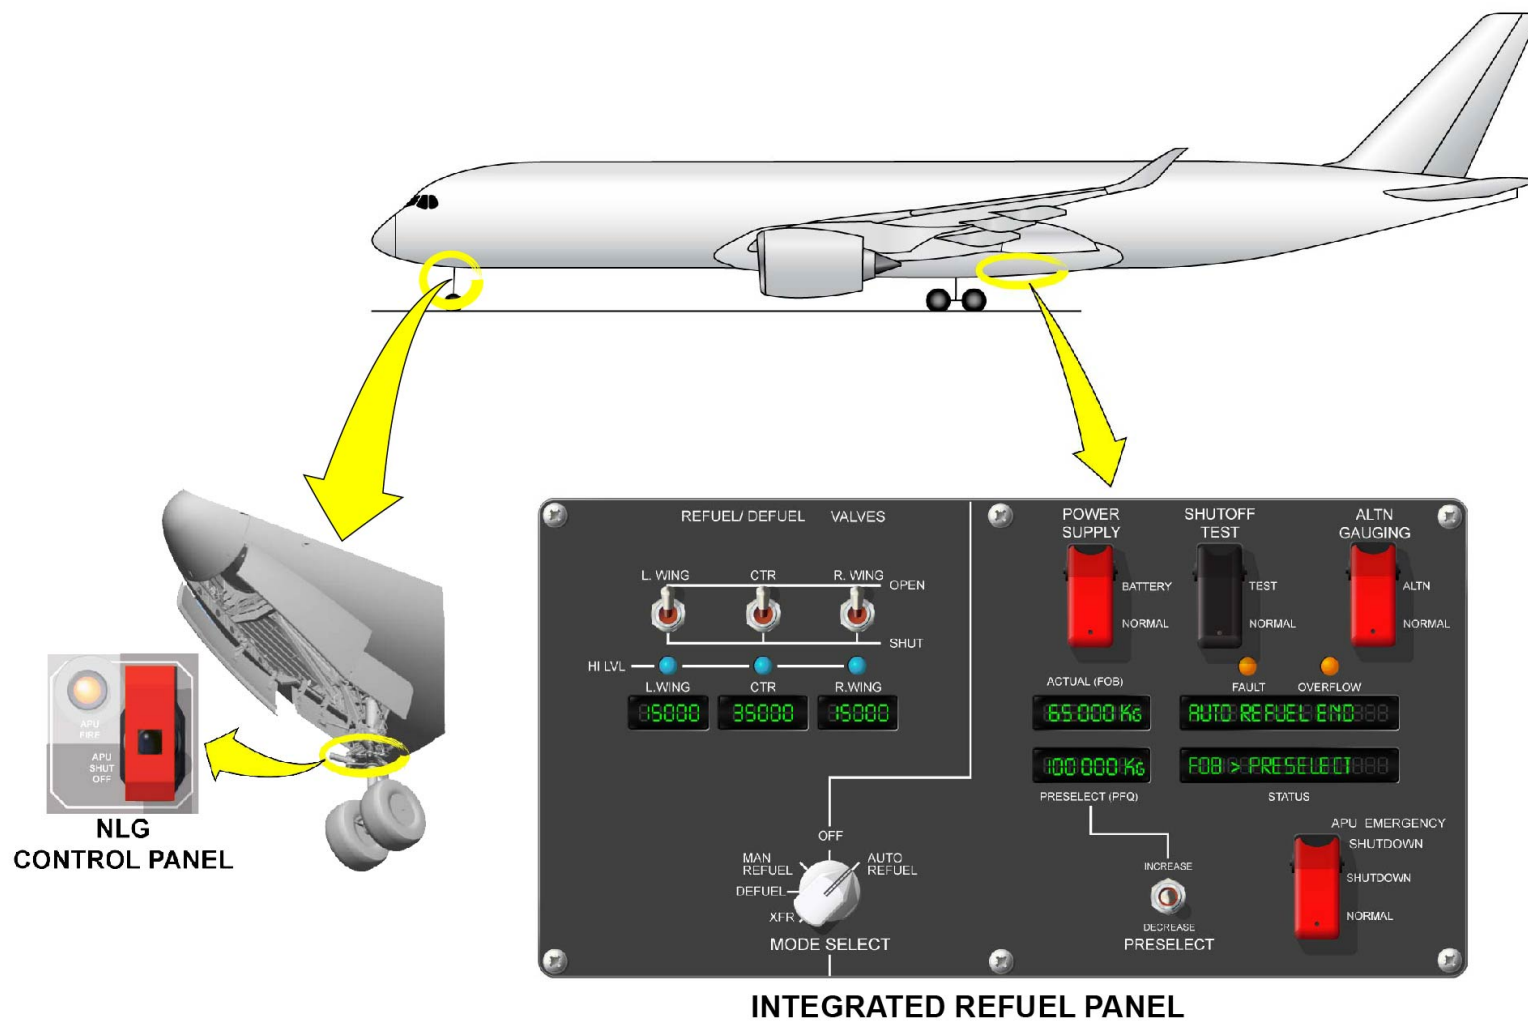 REFUEL/ DEFUEL VALVES
L. WING CTR R. WING
OPEN
SHUT
HI LVL
L.WING CTR R.WING
15000 35000 15000
OFF
MAN REFUEL
AUTO REFUEL
DEFUEL
XFR
MODE SELECT
POWER SUPPLY
SHUTOFF TEST
ALTN GAUGING
BATTERY
NORMAL
TEST
NORMAL
ALTN
NORMAL
ACTUAL (FOB)
FAULT OVERFLOW
65 000 KG
AUTO REFUEL END
100 000 KG
FOB > PRESELECT
PRESELECT (PFQ)
STATUS
INCREASE
DECREASE
PRESELECT
APU EMERGENCY
SHUTDOWN
SHUTDOWN
NORMAL
APU
FIRE
APU
SHUT
OFF
NLG
CONTROL PANEL
INTEGRATED REFUEL PANEL